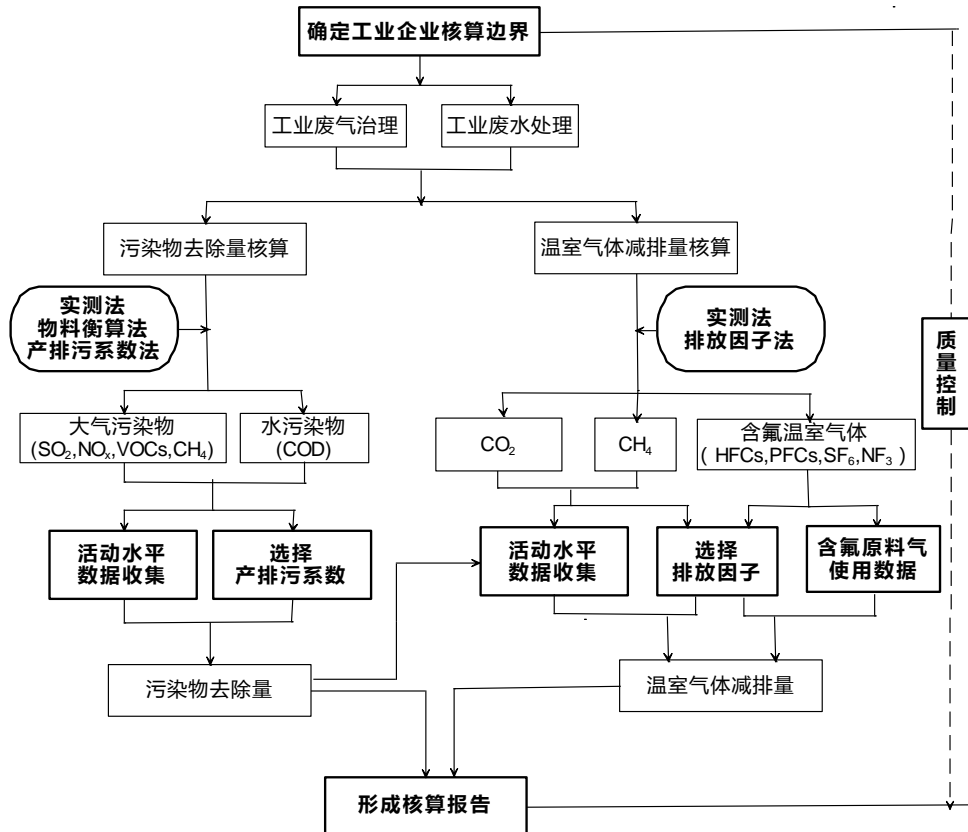 确定工业企业核算边界
工业废气治理
工业废水处理
污染物去除量核算
温室气体减排量核算
实测法
物料衡算法
产排污系数法
实测法
排放因子法
质量控制
大气污染物
(SO₂,NOₓ,VOCs,CH₄)
水污染物
(COD)
CO₂
CH₄
含氟温室气体
( HFCs,PFCs,SF₆,NF₃ )
活动水平
数据收集
选择
产排污系数
活动水平
数据收集
选择
排放因子
含氟原料气
使用数据
污染物去除量
温室气体减排量
形成核算报告